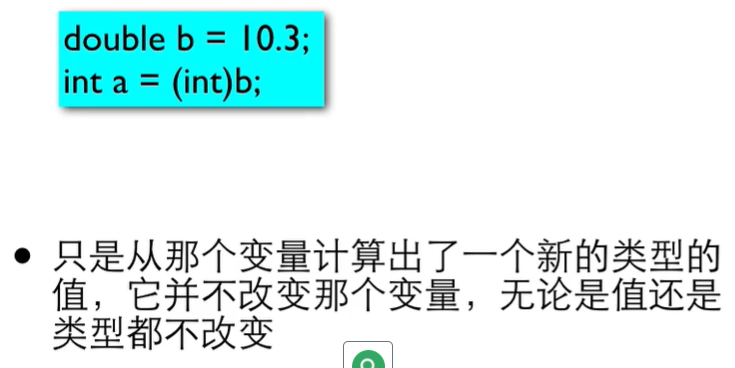 double b = 10.3;
int a = (int)b;
● 只是从那个变量计算出了一个新的类型的
值，它并不改变那个变量，无论是值还是
类型都不改变